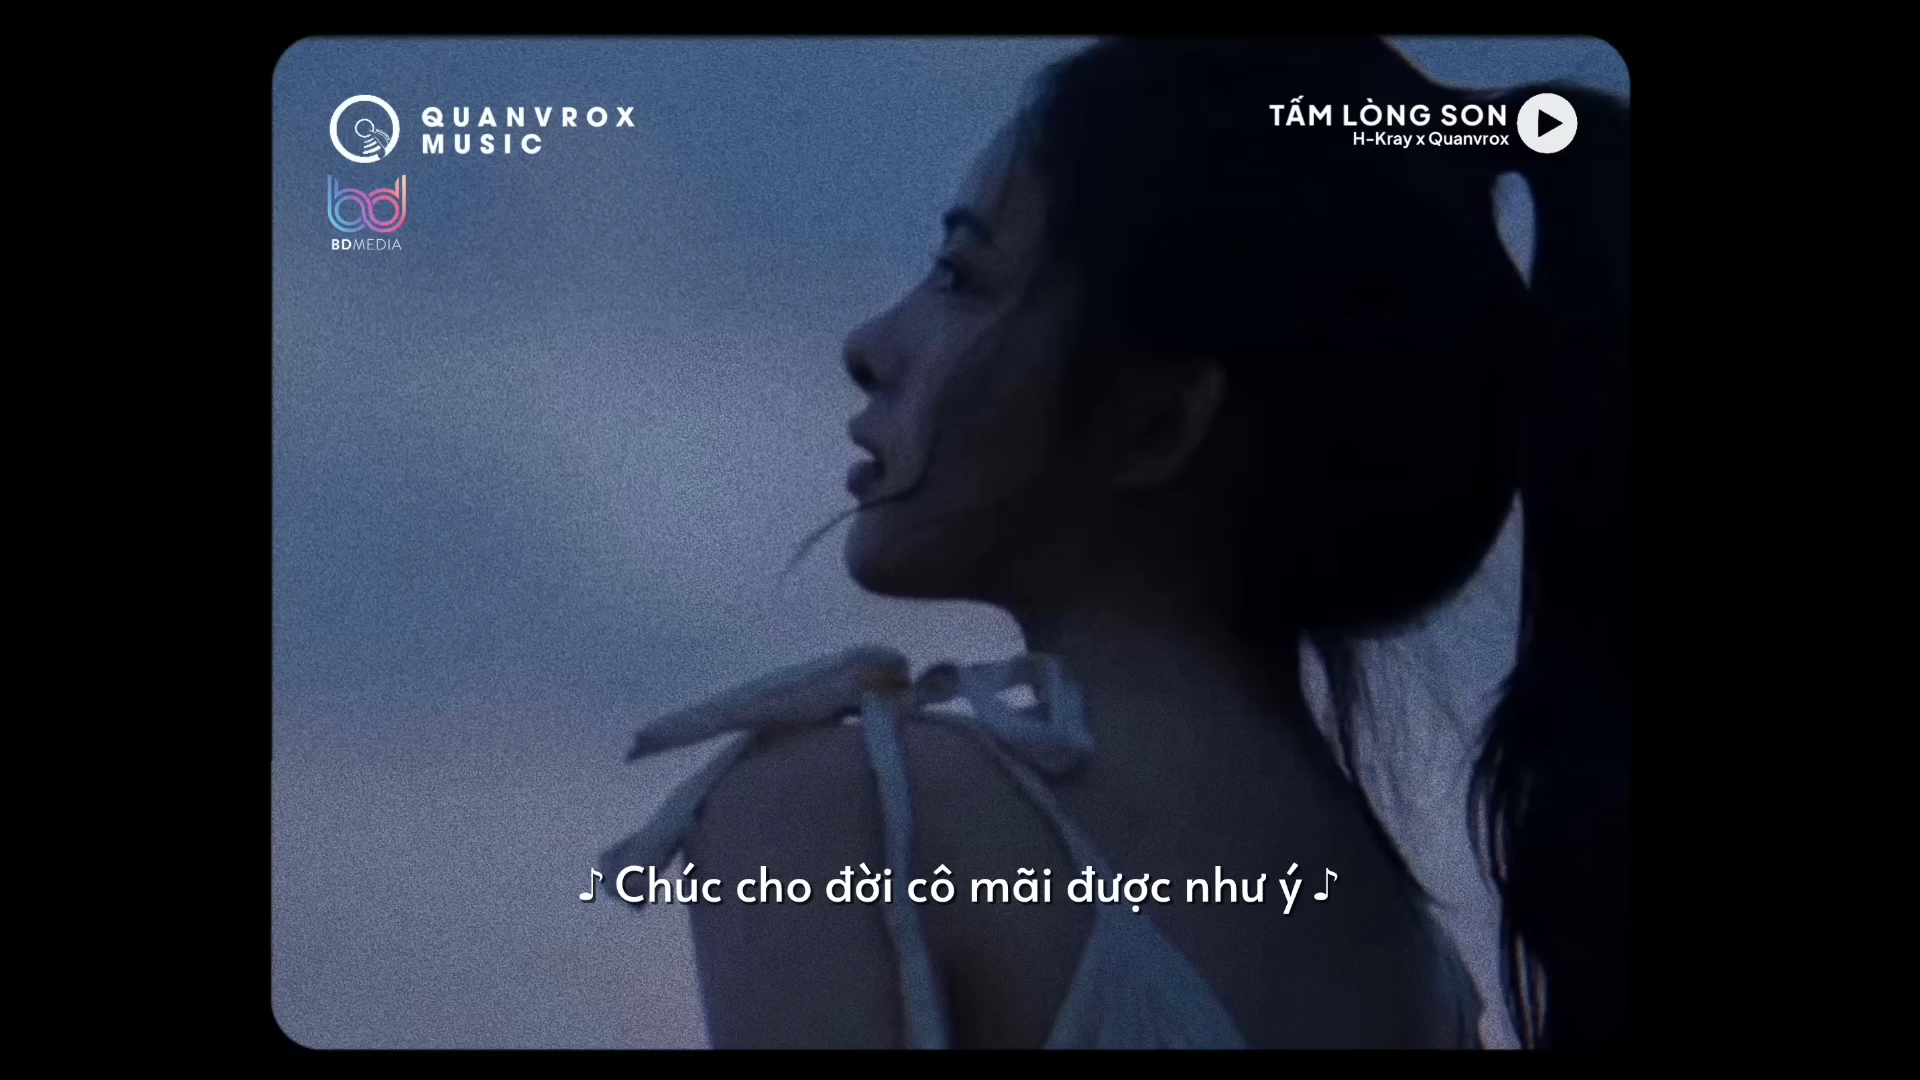 QUANVROX
MUSIC
BDMEDIA
TẤM LÒNG SON
H-Kray x Quanvrox
♪ Chúc cho đời cô mãi được như ý ♪